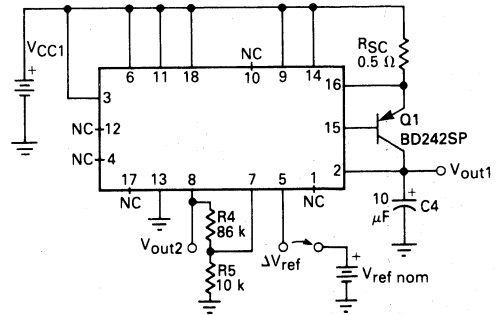 VCC1
+
6
11
18
NC
10
9
14
RSC
0.5 Ω
3
16
Q1
BD242SP
NC 12
15
NC 4
2
Vout1
17
NC
13
8
7
5
1
NC
10
μF
+
C4
R4
86 k
Vout2
ΔVref
+
Vref nom
R5
10 k